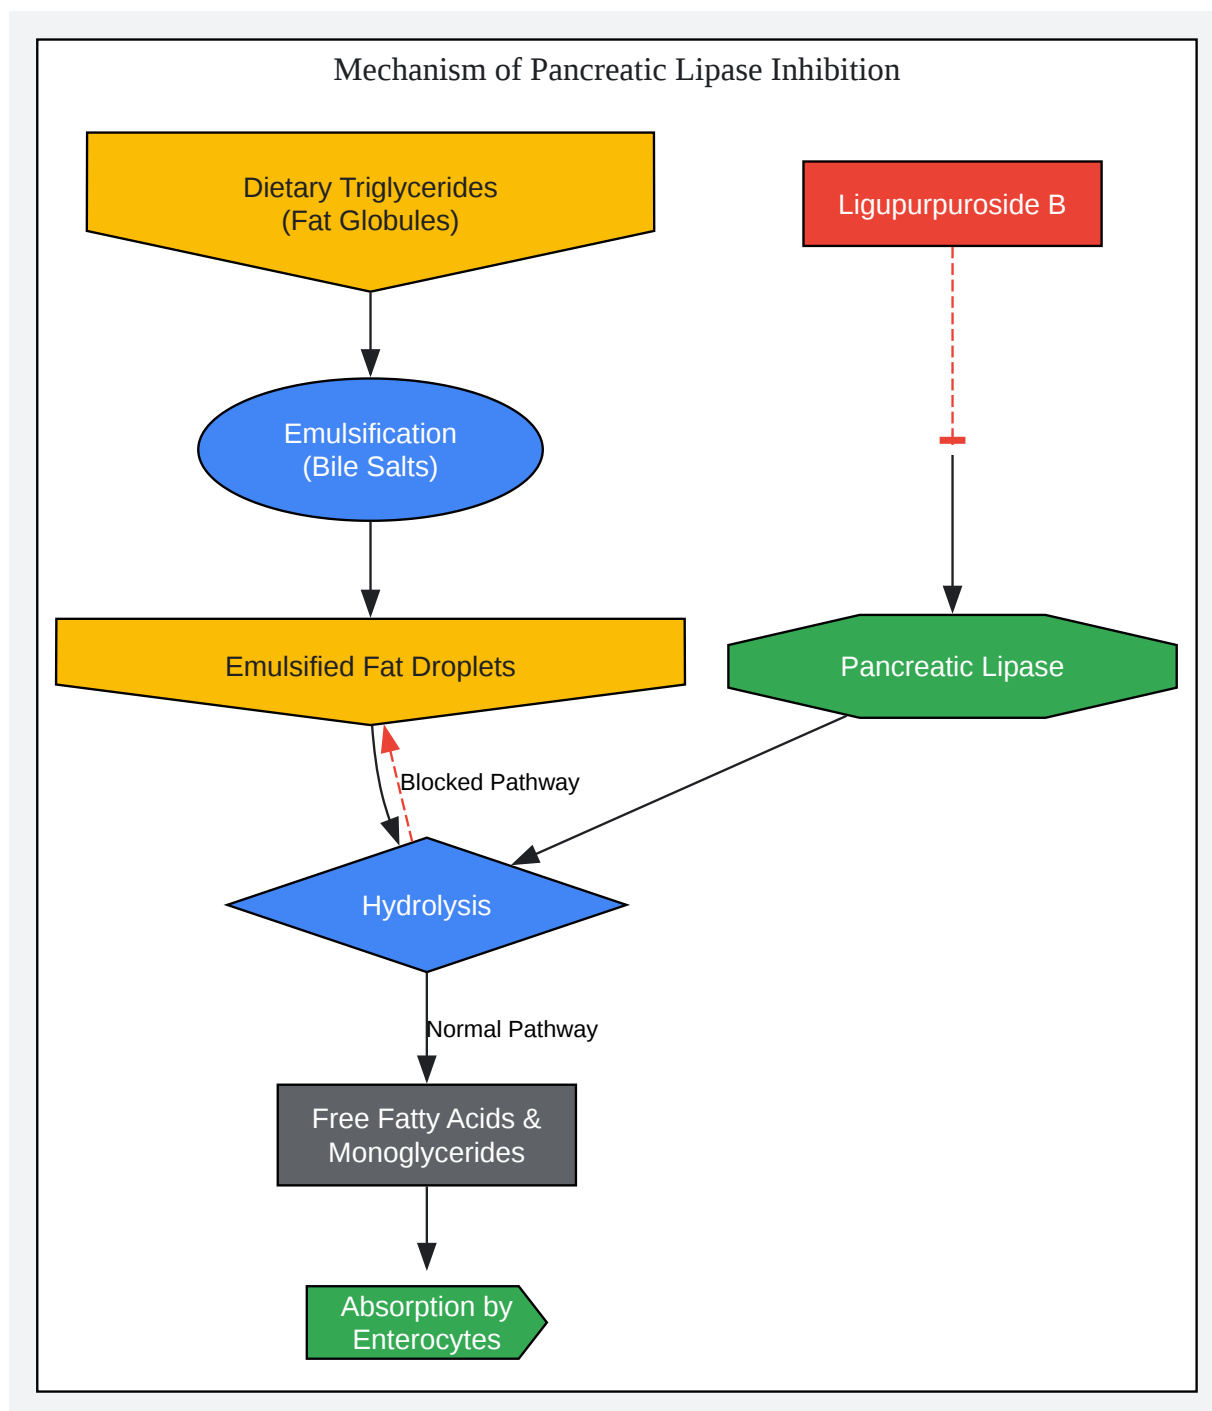 Mechanism of Pancreatic Lipase Inhibition
Dietary Triglycerides
(Fat Globules)
Ligupurpuroside B
Emulsification
(Bile Salts)
Emulsified Fat Droplets
Pancreatic Lipase
Blocked Pathway
Hydrolysis
Normal Pathway
Free Fatty Acids &
Monoglycerides
Absorption by
Enterocytes